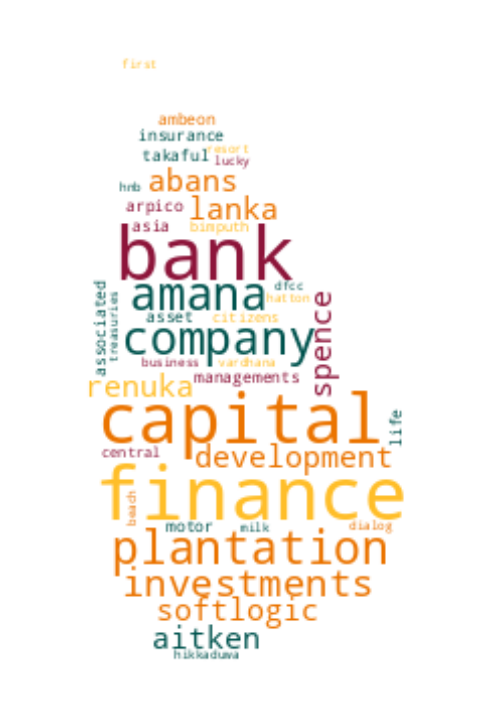 first
ambeon
insurance
takaful resort
lucky
hnb abans
arpico lanka
asia bimputh
bank
associated treasuries amana dfcc
hatton
asset citizens spence
company
business vardhana
renuka managements
capital life
central development
finance
beach motor milk dialog
plantation
investments
softlogic
aitken
hikkaduwa